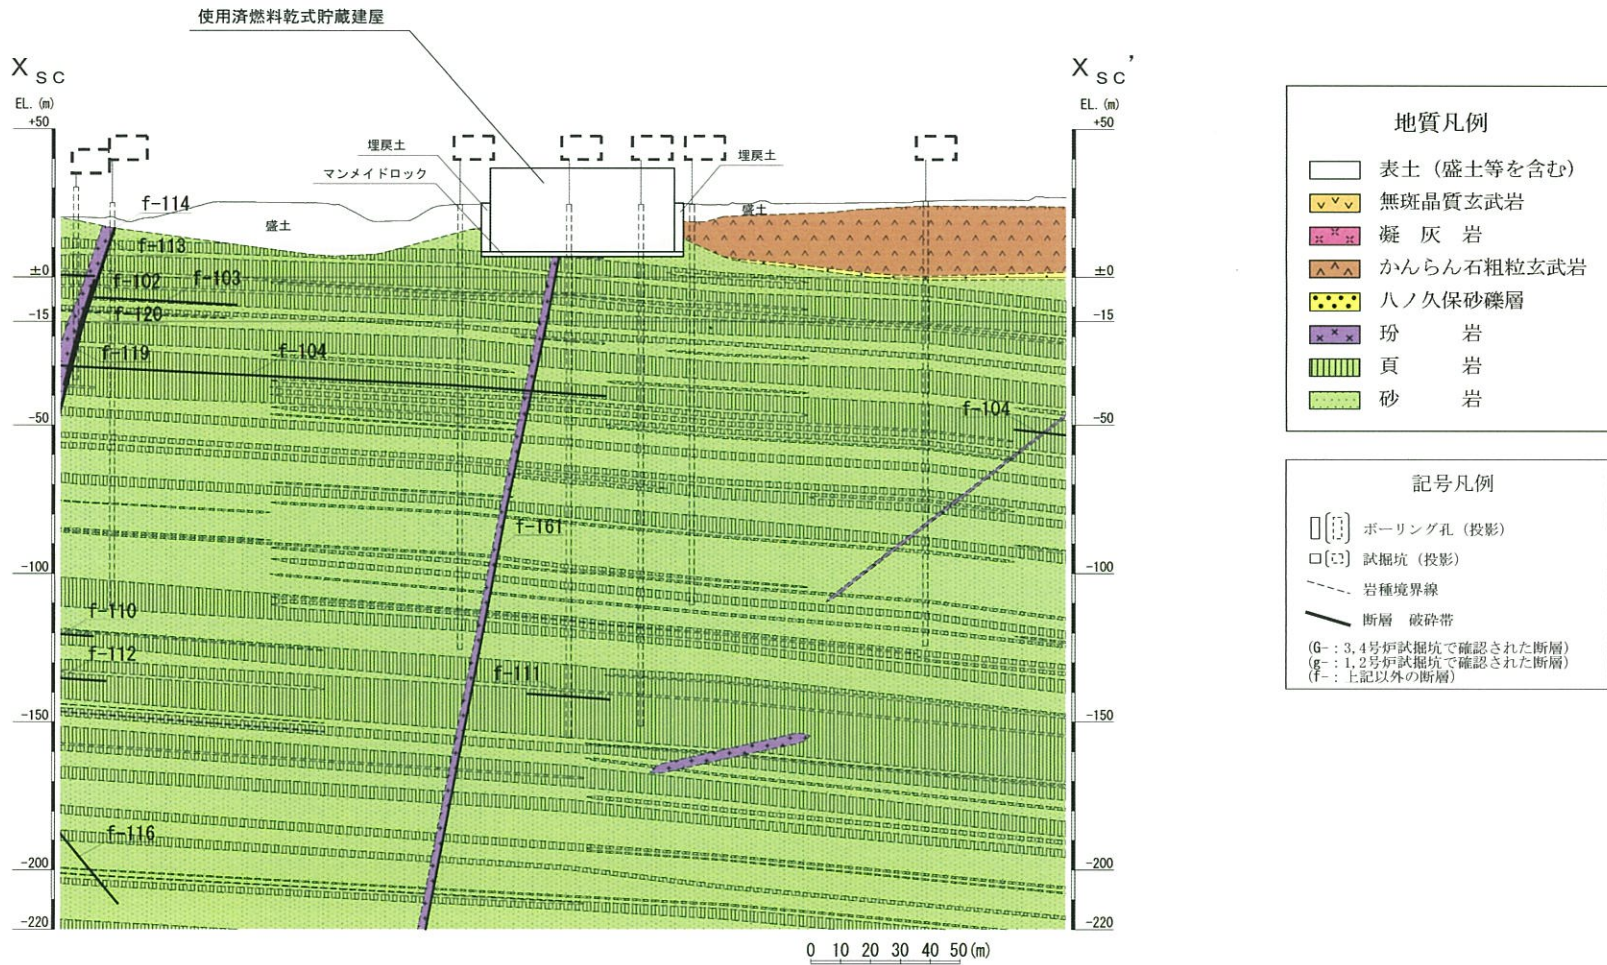 使用済燃料乾式貯蔵建屋
X SC
X SC'
EL. (m)
EL. (m)
+50
+50
埋戻土
埋戻土
マンメイドロック
f-114
盛土
盛土
f-113
±0
±0
f-102
f-103
-15
-15
f-120
f-119
f-104
f-104
-50
-50
f-161
-100
-100
f-110
f-112
f-111
-150
-150
f-116
-200
-200
-220
-220
0 10 20 30 40 50(m)
地質凡例
表土（盛土等を含む）
無斑晶質玄武岩
凝 灰 岩
かんらん石粗粒玄武岩
八ノ久保砂礫層
玢 岩
頁 岩
砂 岩
記号凡例
ボーリング孔（投影）
試掘坑（投影）
岩種境界線
断層 破砕帯
(G-：3,4号炉試掘坑で確認された断層)
(g-：1,2号炉試掘坑で確認された断層)
(f-：上記以外の断層)